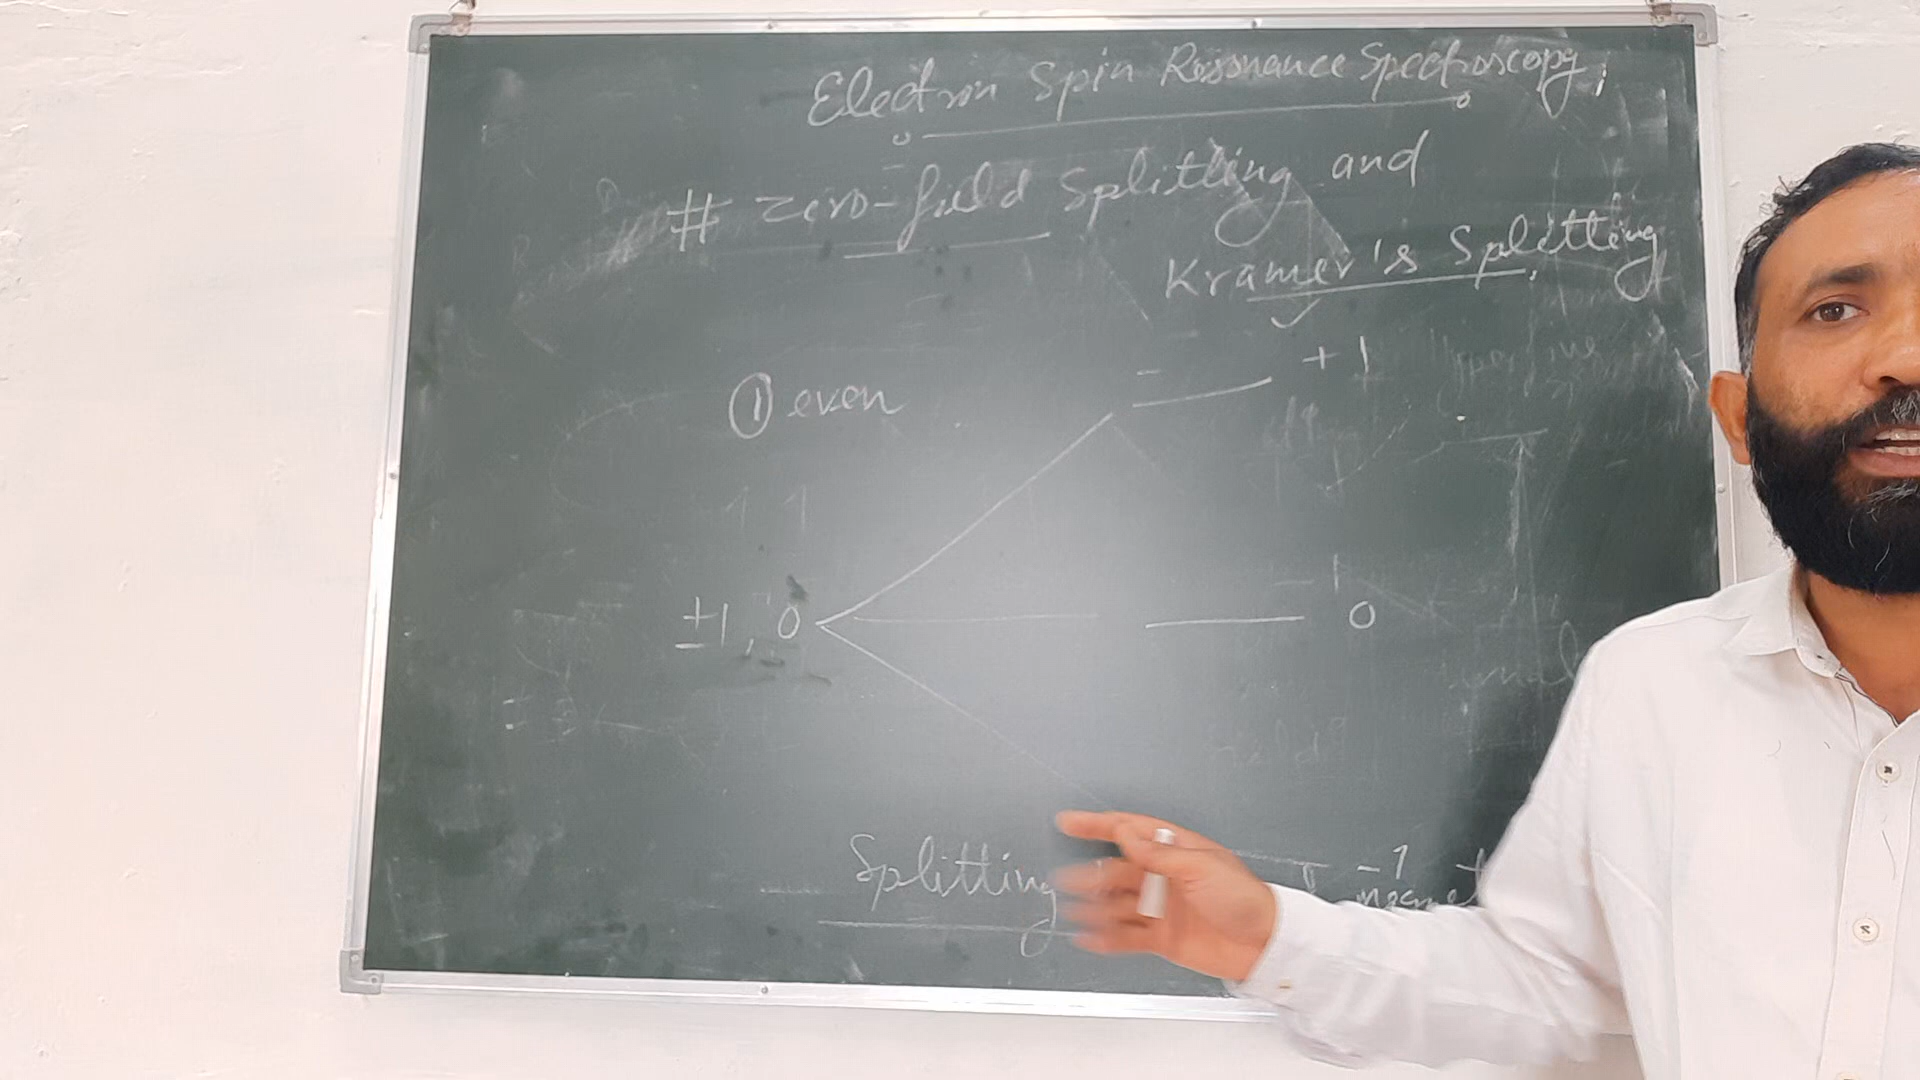 Electron Spin Resonance Spectroscopy;
# Zero-field Splitting and
Kramer's Splitting
+1
① even
±1, 0
0
-1
Splitting